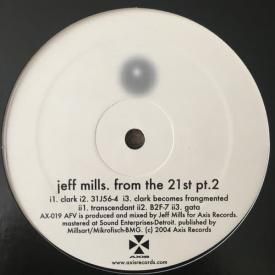 jeff mills. from the 21st pt.2
i1. clark i2. 31J56-4 i3. clark becomes frangmented
ii1. transcendant ii2. B2F-7 ii3. gata
AX-019 AFV is produced and mixed by Jeff Mills for Axis Records.
mastered at Sound Enterprises-Detroit. published by
Millsart/Mikrofisch-BMG. (c) 2004 Axis Records
AXIS
axisrecords.com